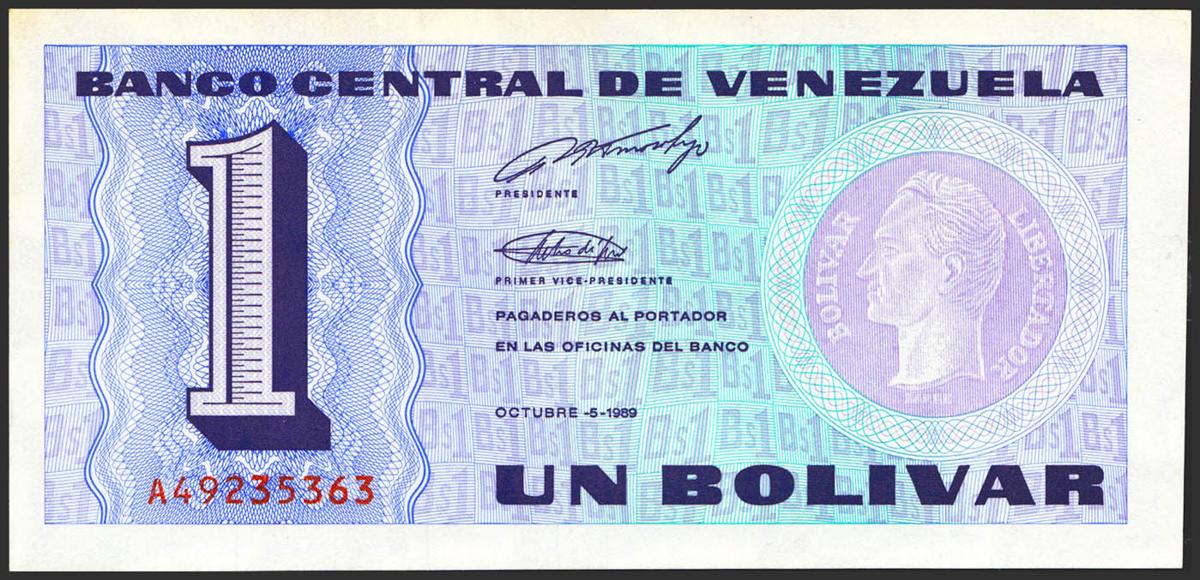 BANCO CENTRAL DE VENEZUELA
1
PRESIDENTE
PRIMER VICE-PRESIDENTE
PAGADEROS AL PORTADOR
EN LAS OFICINAS DEL BANCO
OCTUBRE -5-1989
BOLIVAR LIBERTADOR
A49235363
UN BOLIVAR
Bs1